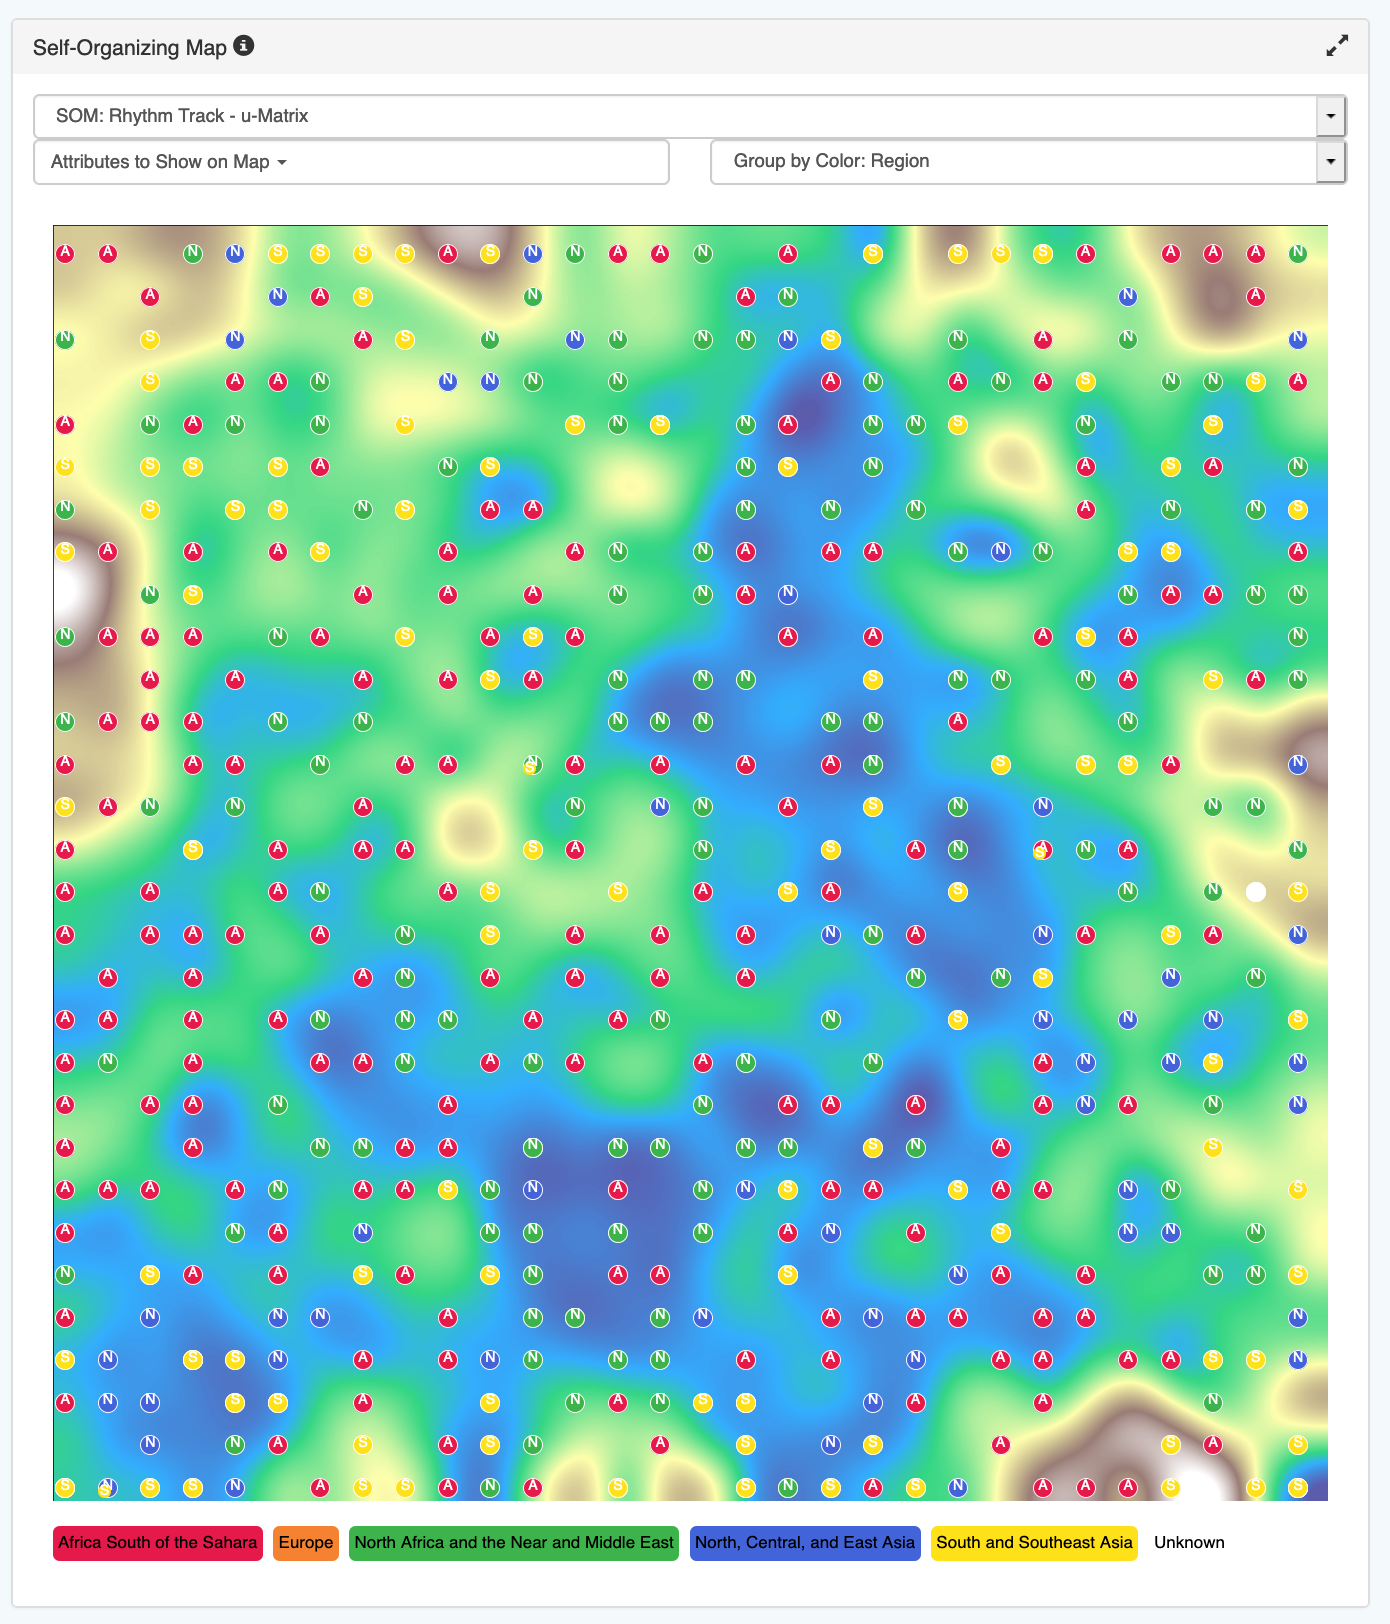 Self-Organizing Map
SOM: Rhythm Track - u-Matrix
Attributes to Show on Map
Group by Color: Region
A A N N S S S S A S N N A A N A S S S S A A A A N
A N A S N A N N A
N S N A S N N N N N N S N A N N
S A A N N N N N A N A N A S N N S A
A N A N N S S N S N A N N S N S
S S S S A N S N S N A S A N
N S S S N S A A N N N A N N S
S A A A S A A N N A A A N N N S S A
N S A A A N N A N N A A N N
N A A A N A S A S A A A A S A N
A A A A S A N N N S N N N A S A N
N A A A N N N N N N N A N
A A A N A A N S A A A A N S S S A N
S A N N A N N N A S N N N N
A S A A A S A N S A N A S N A N
A A A N A S S A S A S N N S
A A A A A N S A A A N N A N A S A N
A A A N A A A A N N S N N
A A A A N N N A A N N S N N N S
A N A A A N A N A A N N A N N S N
A A A N A N A A A A N A N N
A A N N A A N N N N N S N A S
A A A A N A A S N N A N N S A A S A A N N S
A N A N N N N N A N A S N N N
N S A A S A S N A A S N A A N N S
A N N N A N N N N A N A A A A N
S N S S N A A N N N N A A N A A A A S S N
A N N S S A S N A N S S N A A N
N N A S A S N A S N S A S A S
S N S S S N A S S A N A S S N S A S N A A A S S S
Africa South of the Sahara
Europe
North Africa and the Near and Middle East
North, Central, and East Asia
South and Southeast Asia
Unknown